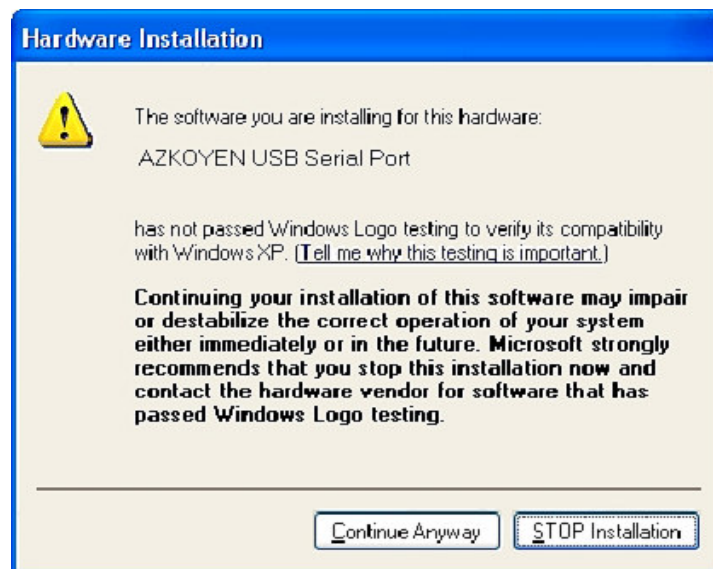 Hardware Installation
The software you are installing for this hardware:
AZKOYEN USB Serial Port
has not passed Windows Logo testing to verify its compatibility
with Windows XP. (Tell me why this testing is important.)
Continuing your installation of this software may impair
or destabilize the correct operation of your system
either immediately or in the future. Microsoft strongly
recommends that you stop this installation now and
contact the hardware vendor for software that has
passed Windows Logo testing.
Continue Anyway
STOP Installation